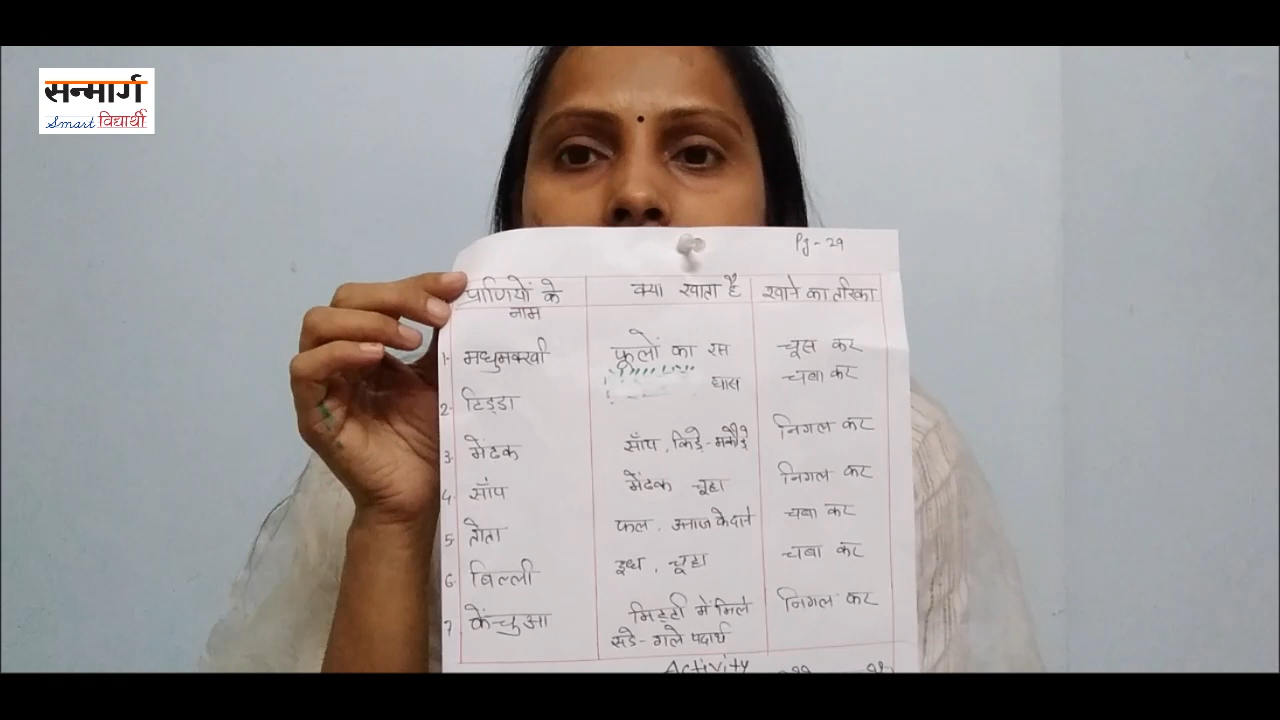 सन्मार्ग
Smart विद्यार्थी
Pg - 29
प्राणियों के नाम क्या खाता है खाने का तरिका
1- मधुमक्खी फूलों का रस चूस कर
2- टिड्डा घास चबा कर
3- मेंढक साँप, किड़े-मकौड़े निगल कर
4- साँप मेंढक चूहा निगल कर
5- तोता फल, अनाज के दाने चबा कर
6- बिल्ली दूध, चूहा चबा कर
7 केंचुआ मिट्टी में मिले निगल कर
सडे-गले पदार्थ
Activity